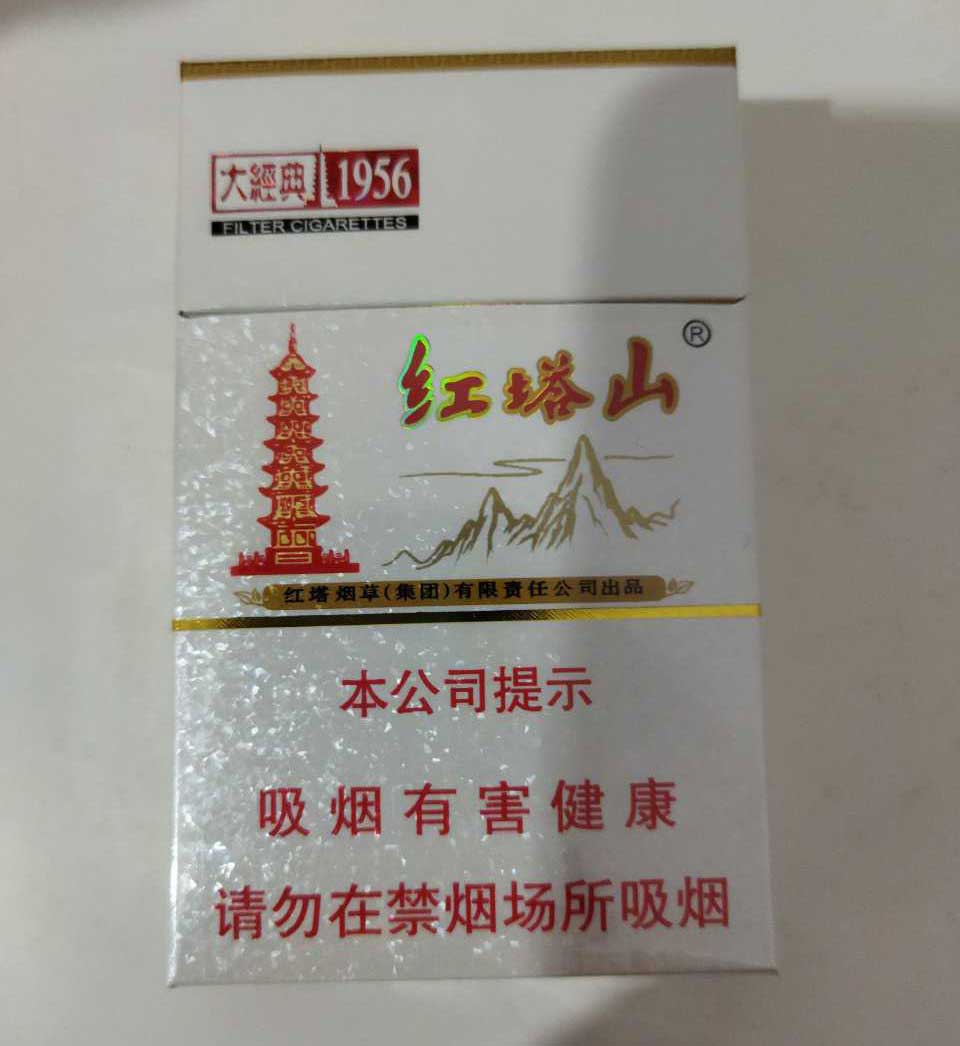 大經典 1956
FILTER CIGARETTES
红塔山®
红塔烟草(集团)有限责任公司出品
本公司提示
吸烟有害健康
请勿在禁烟场所吸烟